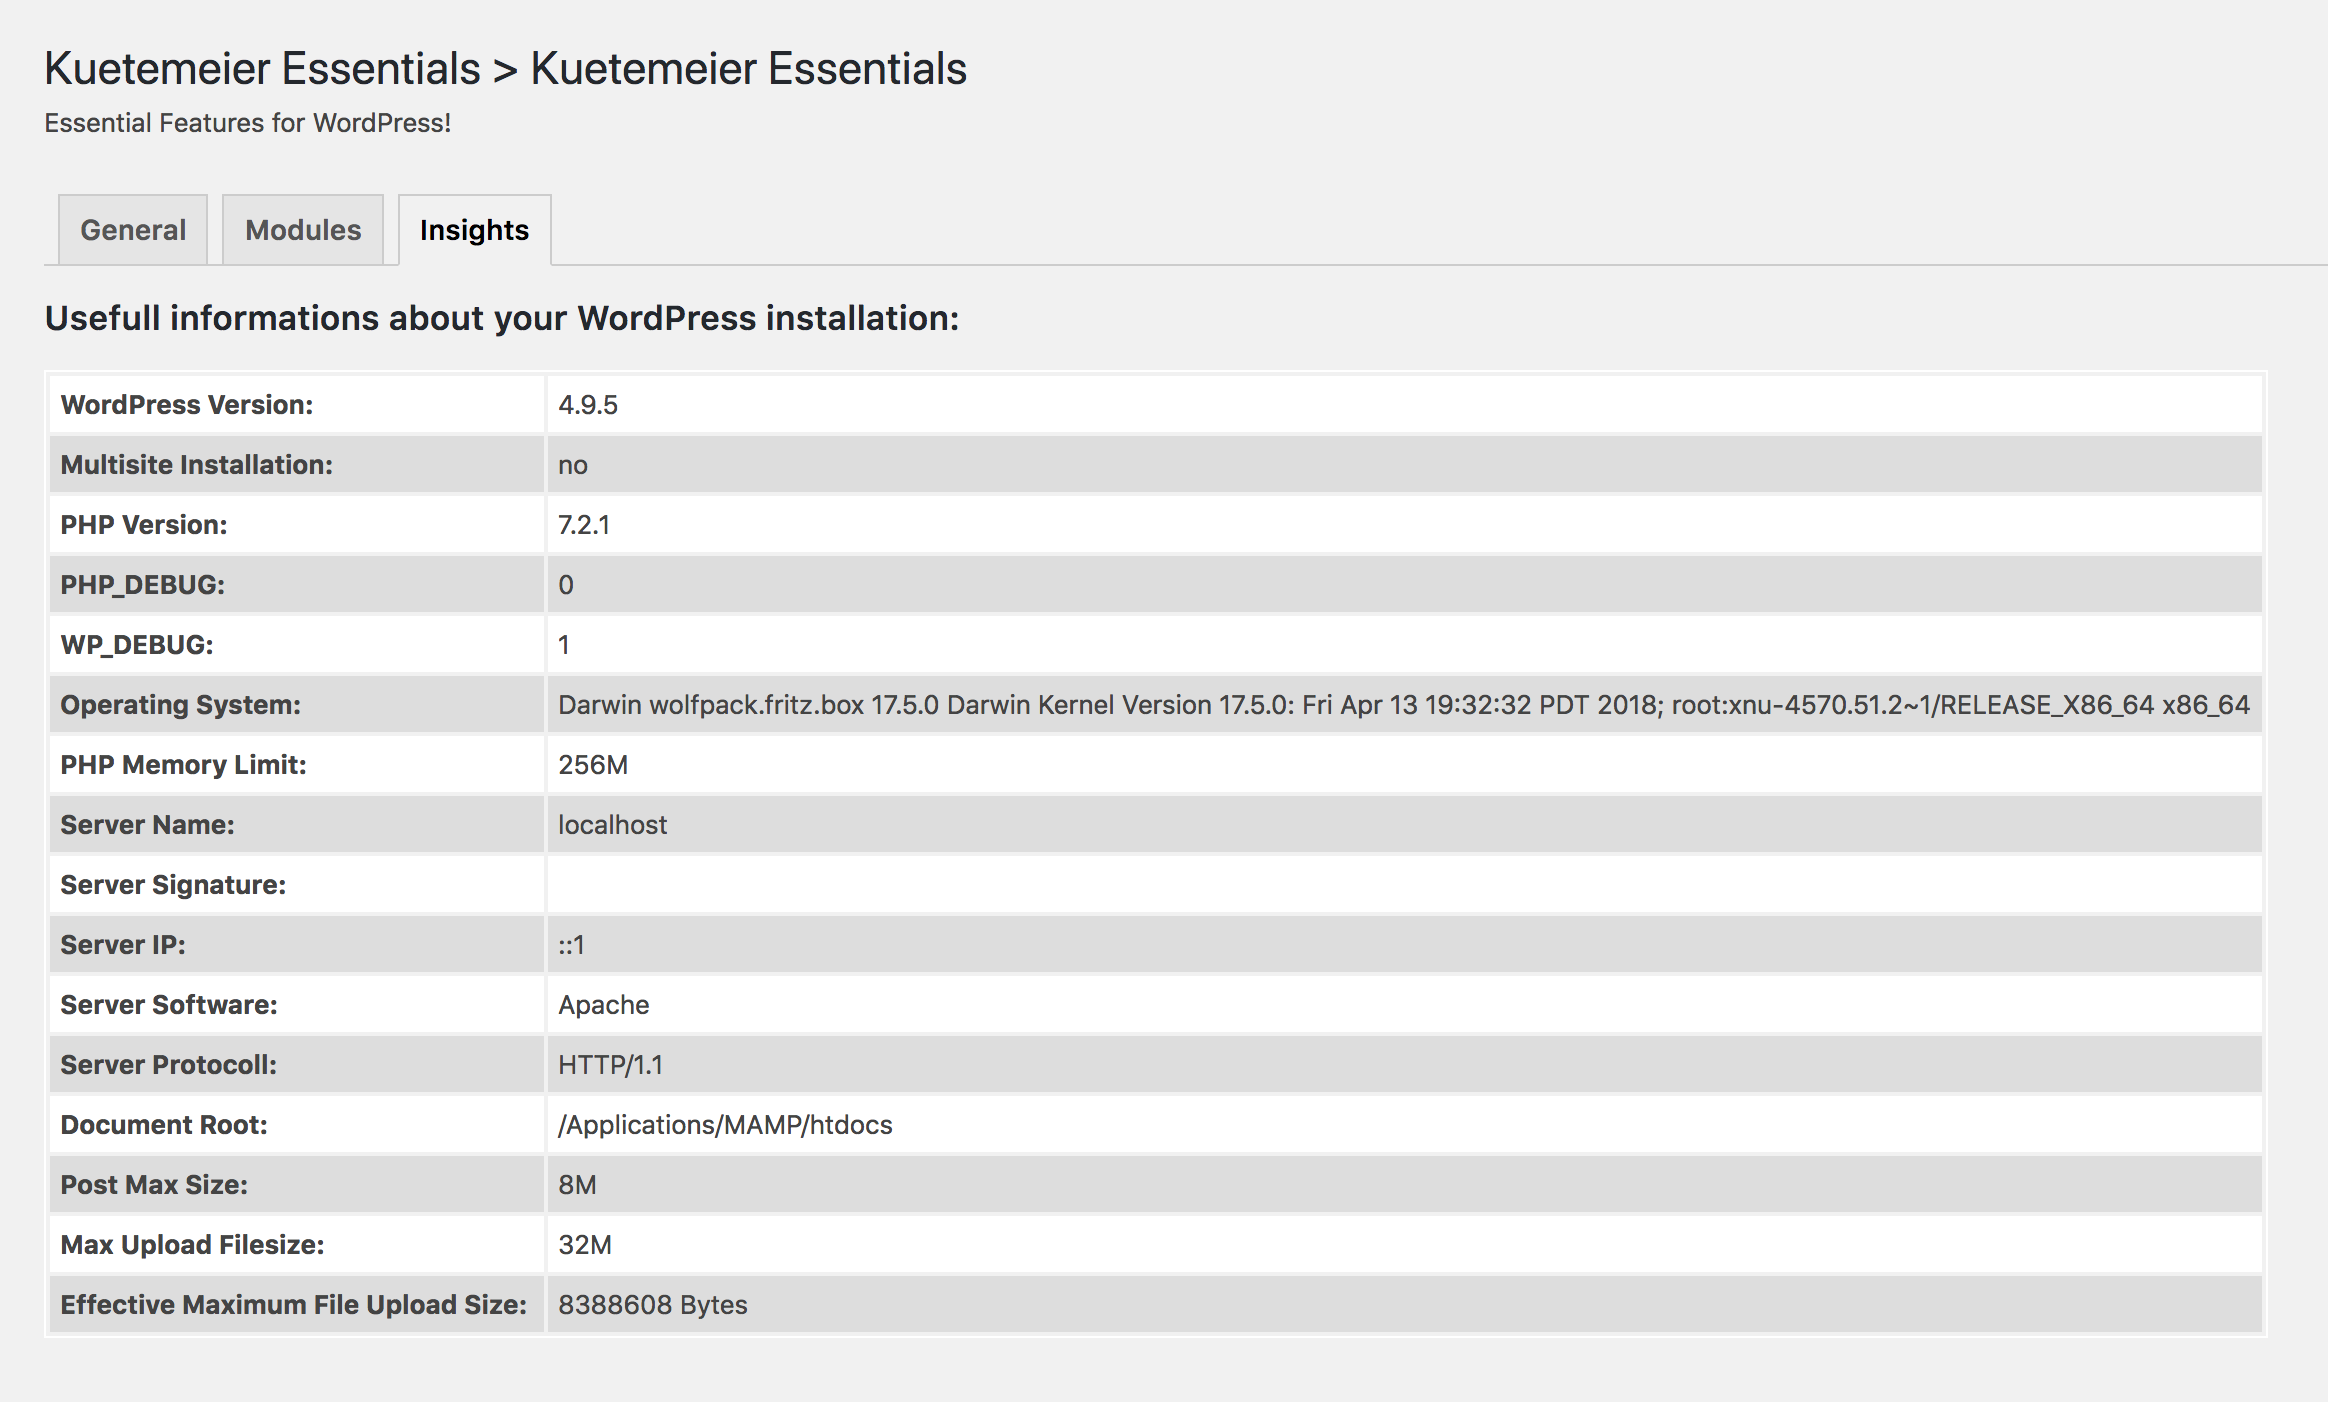 Kuetemeier Essentials > Kuetemeier Essentials
Essential Features for WordPress!
General Modules Insights
Usefull informations about your WordPress installation:
WordPress Version: 4.9.5
Multisite Installation: no
PHP Version: 7.2.1
PHP_DEBUG: 0
WP_DEBUG: 1
Operating System: Darwin wolfpack.fritz.box 17.5.0 Darwin Kernel Version 17.5.0: Fri Apr 13 19:32:32 PDT 2018; root:xnu-4570.51.2~1/RELEASE_X86_64 x86_64
PHP Memory Limit: 256M
Server Name: localhost
Server Signature:
Server IP: ::1
Server Software: Apache
Server Protocoll: HTTP/1.1
Document Root: /Applications/MAMP/htdocs
Post Max Size: 8M
Max Upload Filesize: 32M
Effective Maximum File Upload Size: 8388608 Bytes